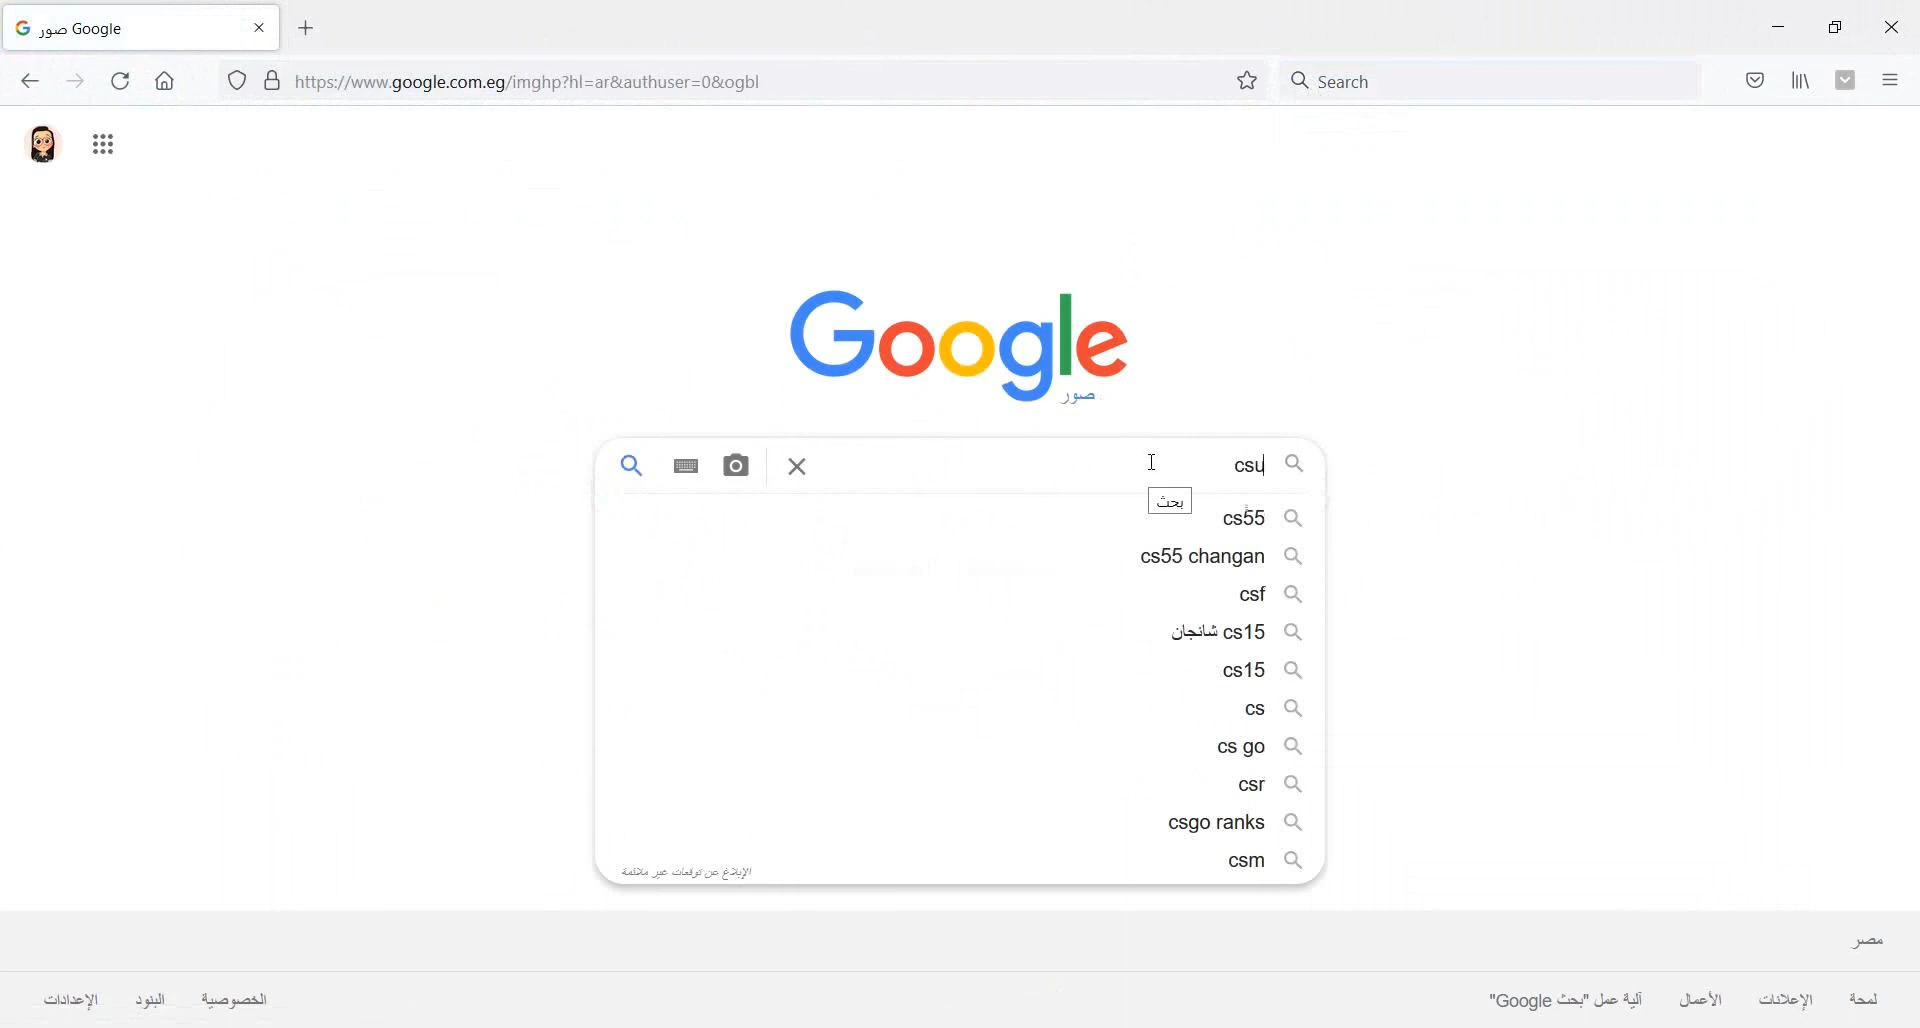 صور Google
https://www.google.com.eg/imghp?hl=ar&authuser=0&ogbl
Search
Google
صور
csu
بحث
cs55
cs55 changan
csf
cs15 شانجان
cs15
cs
cs go
csr
csgo ranks
csm
الإبلاغ عن توقعات غير ملائمة
مصر
لمحة
الإعلانات
الأعمال
آلية عمل "بحث Google"
الخصوصية
البنود
الإعدادات